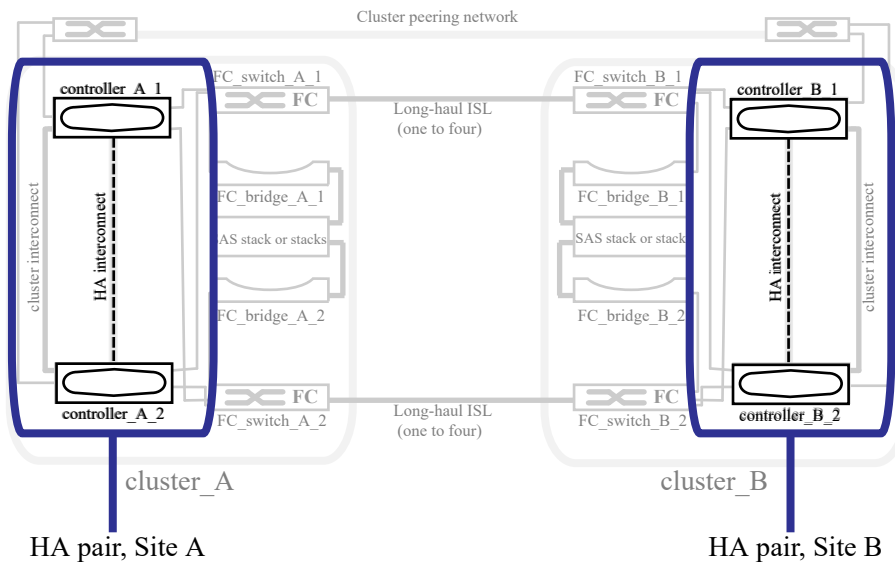 Cluster peering network
controller_A_1
FC_switch_A_1
FC
Long-haul ISL
(one to four)
FC_switch_B_1
FC
controller_B_1
cluster interconnect
HA interconnect
FC_bridge_A_1
SAS stack or stacks
FC_bridge_A_2
FC_bridge_B_1
SAS stack or stacks
FC_bridge_B_2
HA interconnect
cluster interconnect
controller_A_2
FC
FC_switch_A_2
Long-haul ISL
(one to four)
FC
FC_switch_B_2
controller_B_2
cluster_A
cluster_B
HA pair, Site A
HA pair, Site B